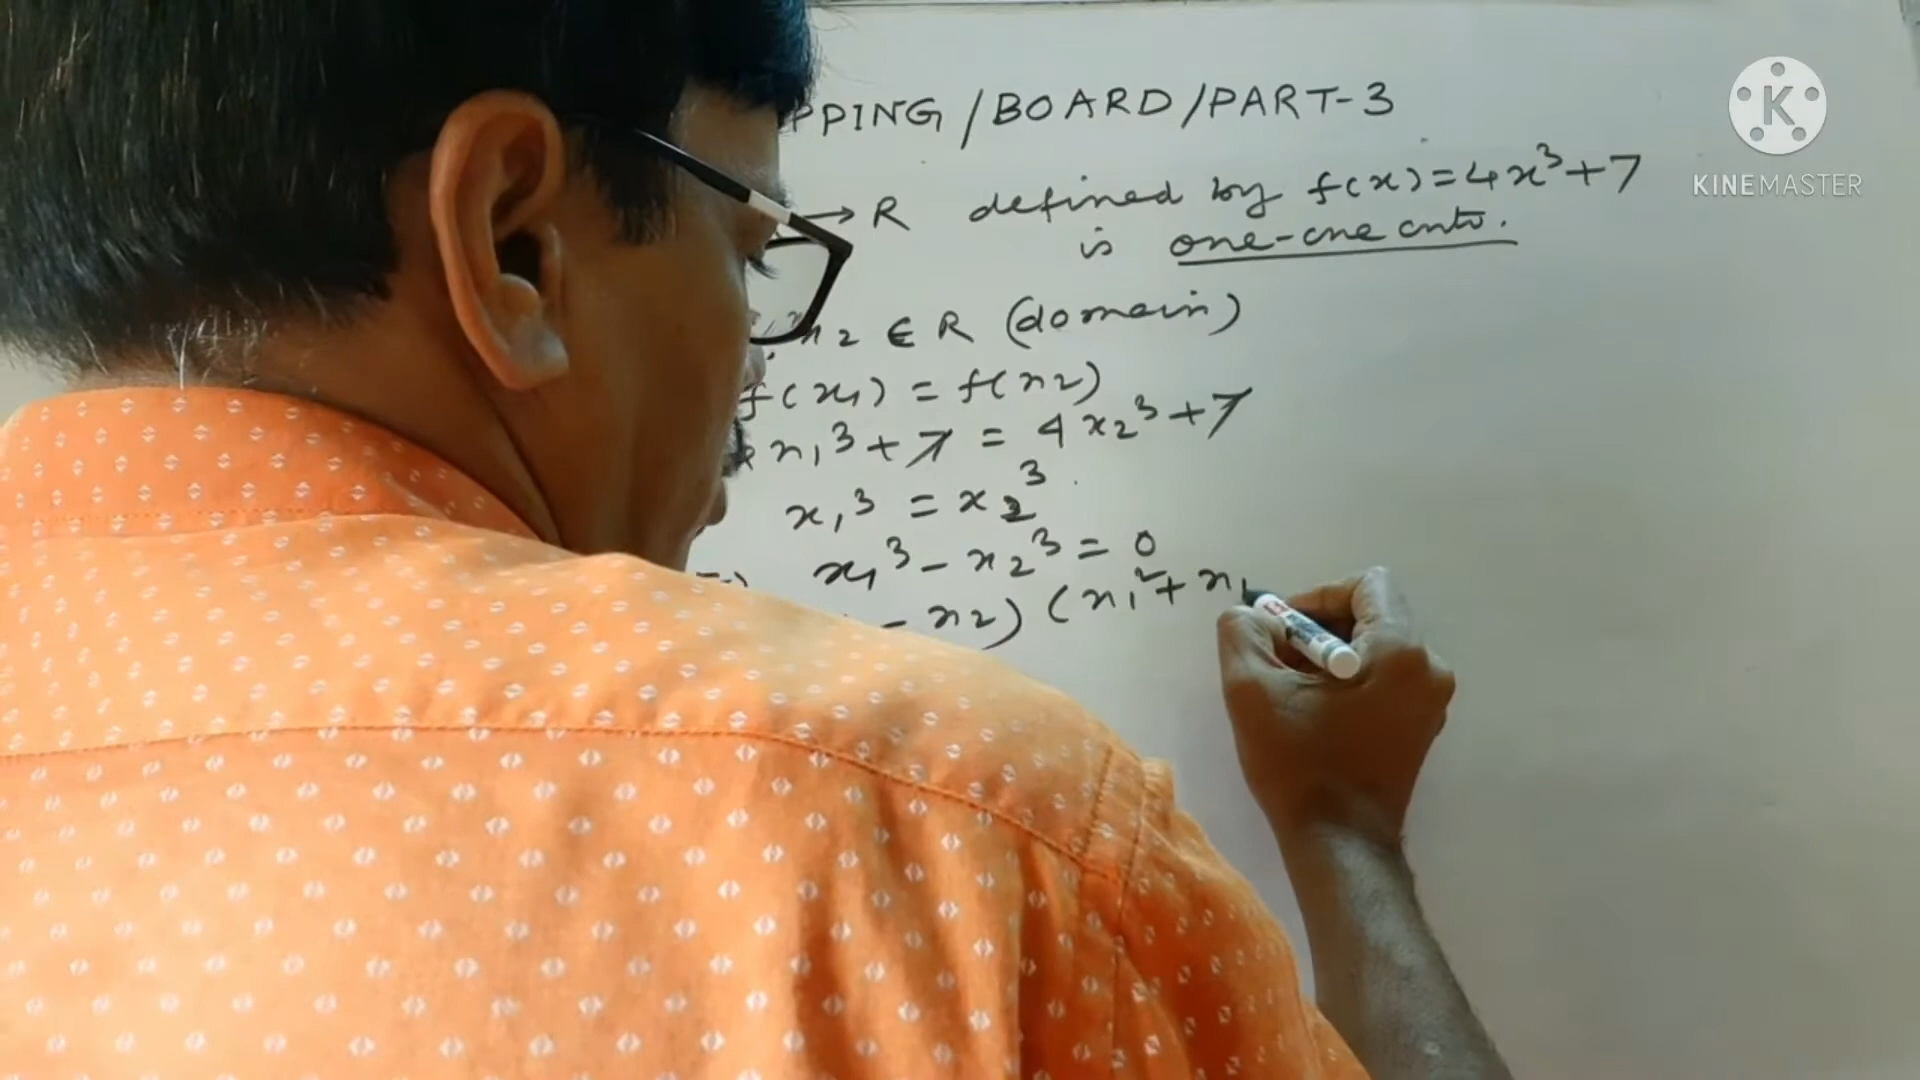 PPING/BOARD/PART-3
→ R defined by f(x)=4x³+7
is one-one onto.
x₂ ∈ R (domain)
f(x₁) = f(x₂)
x₁³+7 = 4x₂³+7
x₁³ = x₂³
x₁³-x₂³=0
-x₂) (x₁²+x₁
K
KINEMASTER